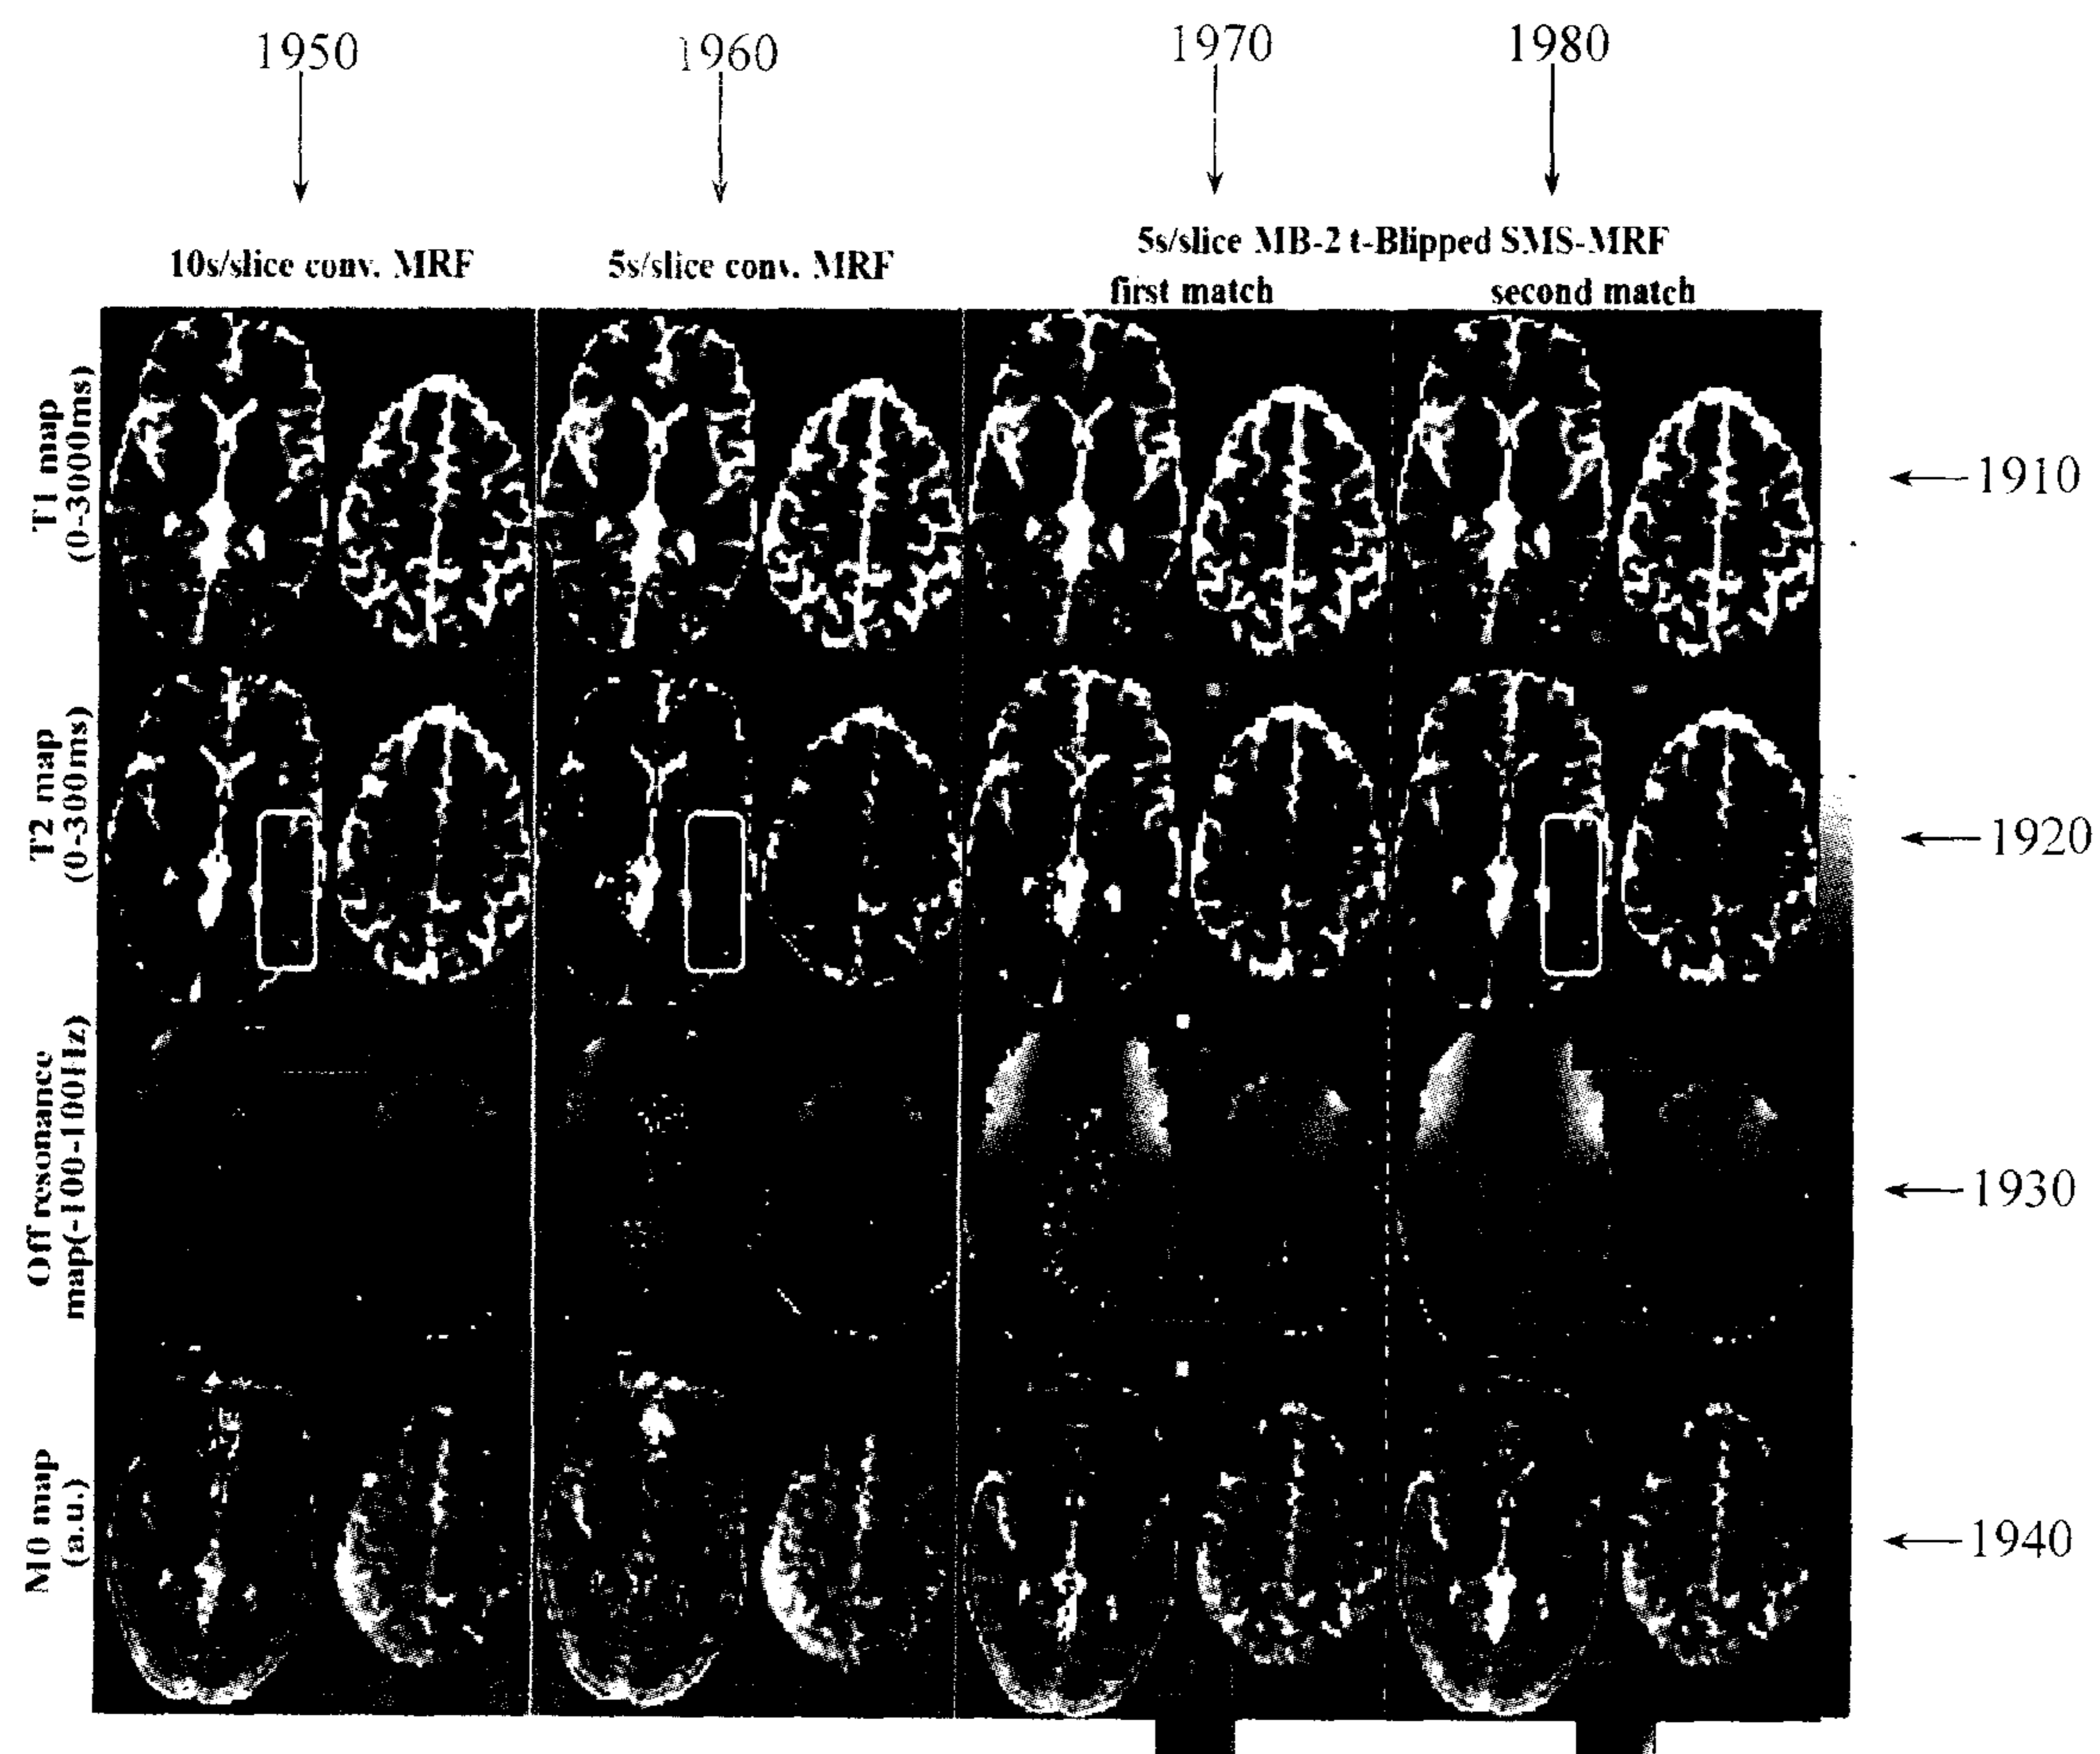 1950
1960
1970
1980
10s/slice conv. MRF
5s/slice conv. MRF
5s/slice MB-2 t-Blipped SMS-MRF
first match
second match
T1 map
(0-3000ms)
1910
T2 map
(0-300ms)
1920
Off resonance
map(-100-100Hz)
1930
M0 map
(a.u.)
1940